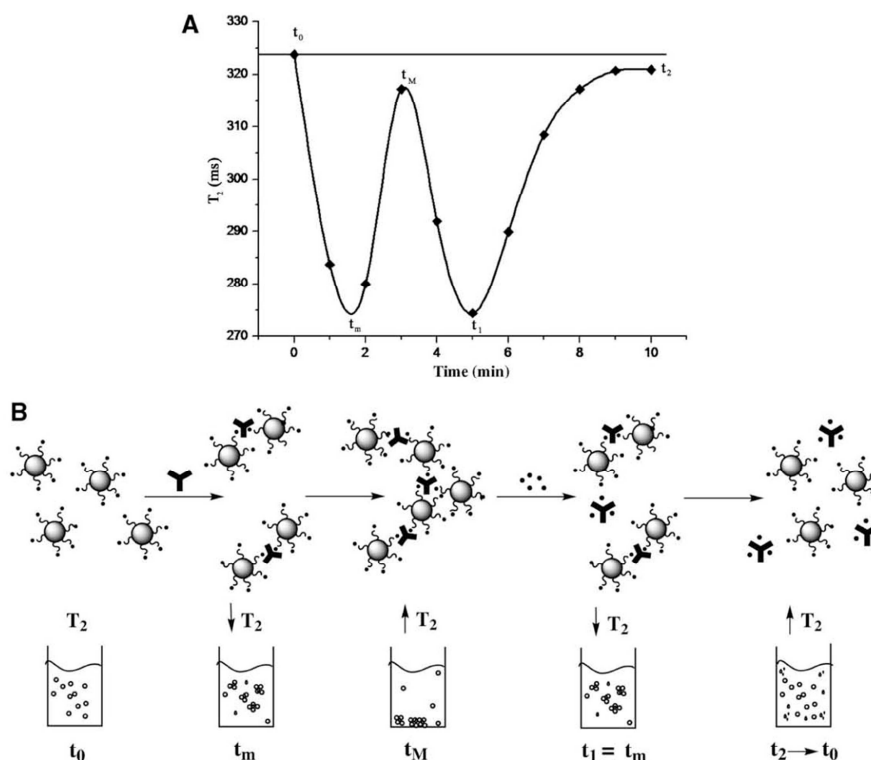 A
330
320
310
300
290
280
270
T2 (ms)
t0
tM
t2
tm
t1
0 2 4 6 8 10
Time (min)
B
T2 T2 T2 T2 T2
t0 tm tM t1 = tm t2 → t0